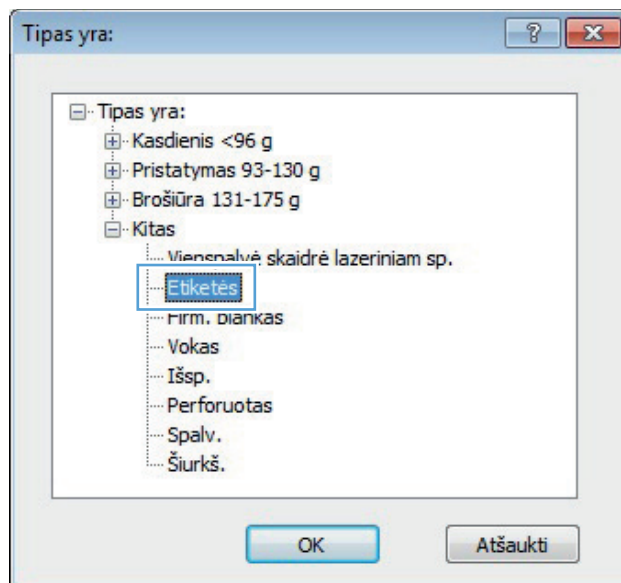 Tipas yra:
Tipas yra:
Kasdienis <96 g
Pristatymas 93-130 g
Brošiūra 131-175 g
Kitas
Vienspalvė skaidrė lazeriniam sp.
Etiketės
Firm. blankas
Vokas
Išsp.
Perforuotas
Spalv.
Šiurkš.
OK Atšaukti